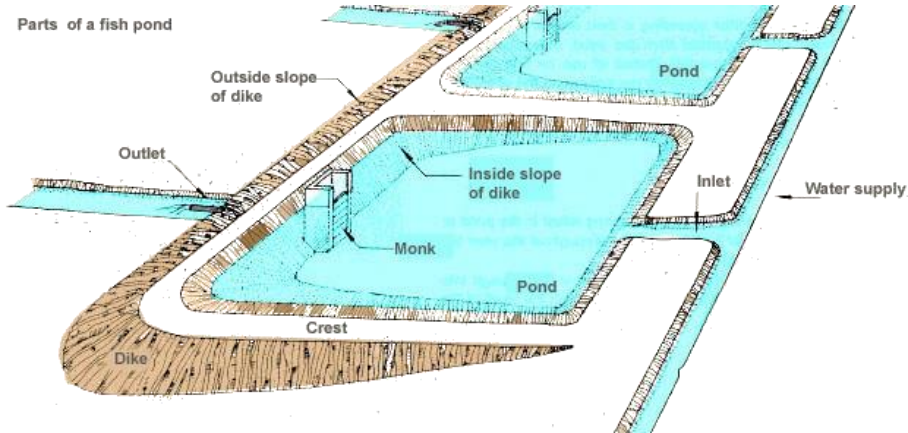 Parts of a fish pond
Pond
Outside slope
of dike
Outlet
Inside slope
of dike
Inlet
Water supply
Monk
Pond
Crest
Dike